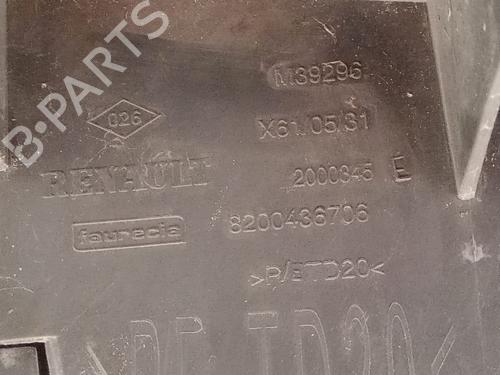 B-PARTS
M39296
026
X61/05/31
RENAULT
2000345 E
faurecia
8200436706
>P/ETD20<